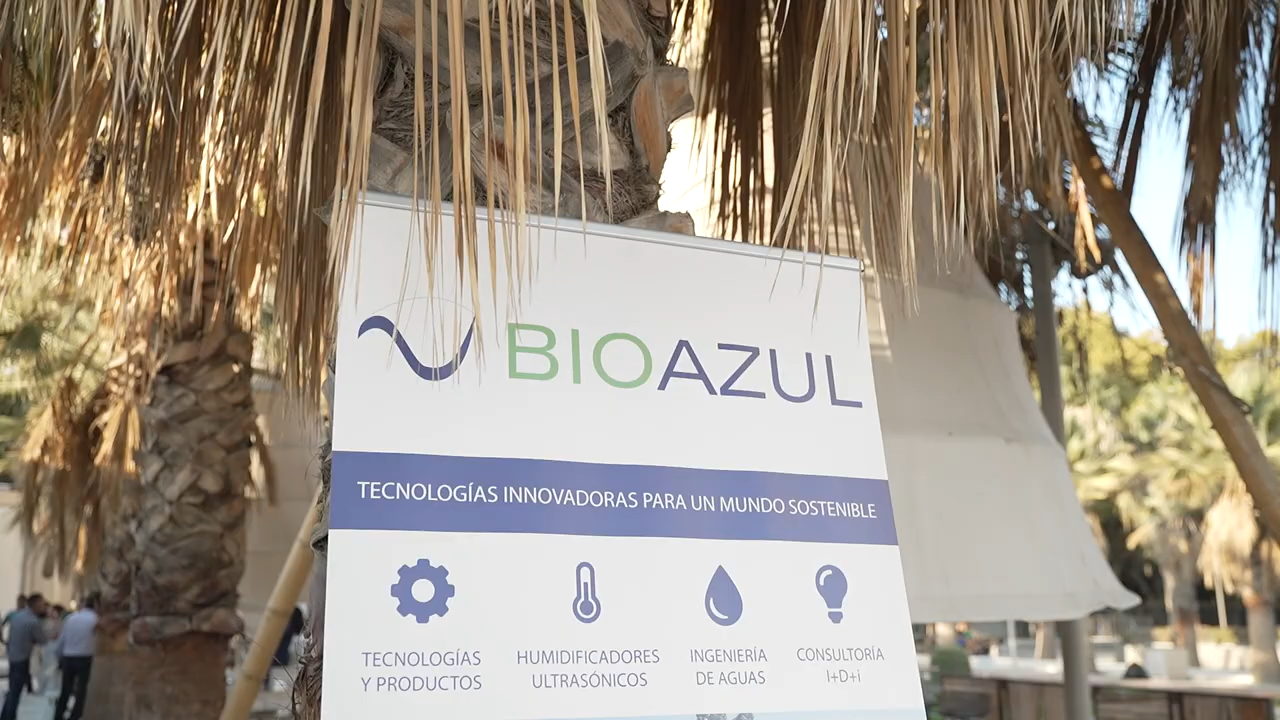 BIOAZUL
TECNOLOGÍAS INNOVADORAS PARA UN MUNDO SOSTENIBLE
TECNOLOGÍAS
Y PRODUCTOS
HUMIDIFICADORES
ULTRASÓNICOS
INGENIERÍA
DE AGUAS
CONSULTORÍA
I+D+i